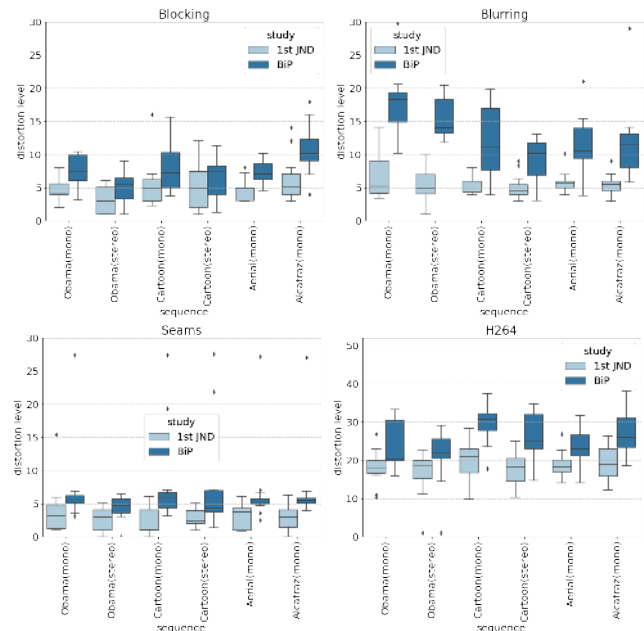 Blocking
distortion level
30
25
20
15
10
5
0
study
1st JND
BiP
Obama(mono)
Obama(stereo)
Cartoon(mono)
Cartoon(stereo)
Aerial(mono)
Alcatraz(mono)
sequence
Blurring
distortion level
30
25
20
15
10
5
0
study
1st JND
BiP
Obama(mono)
Obama(stereo)
Cartoon(mono)
Cartoon(stereo)
Aerial(mono)
Alcatraz(mono)
sequence
Seams
distortion level
30
25
20
15
10
5
0
study
1st JND
BiP
Obama(mono)
Obama(stereo)
Cartoon(mono)
Cartoon(stereo)
Aerial(mono)
Alcatraz(mono)
sequence
H264
distortion level
50
40
30
20
10
0
study
1st JND
BiP
Obama(mono)
Obama(stereo)
Cartoon(mono)
Cartoon(stereo)
Aerial(mono)
Alcatraz(mono)
sequence